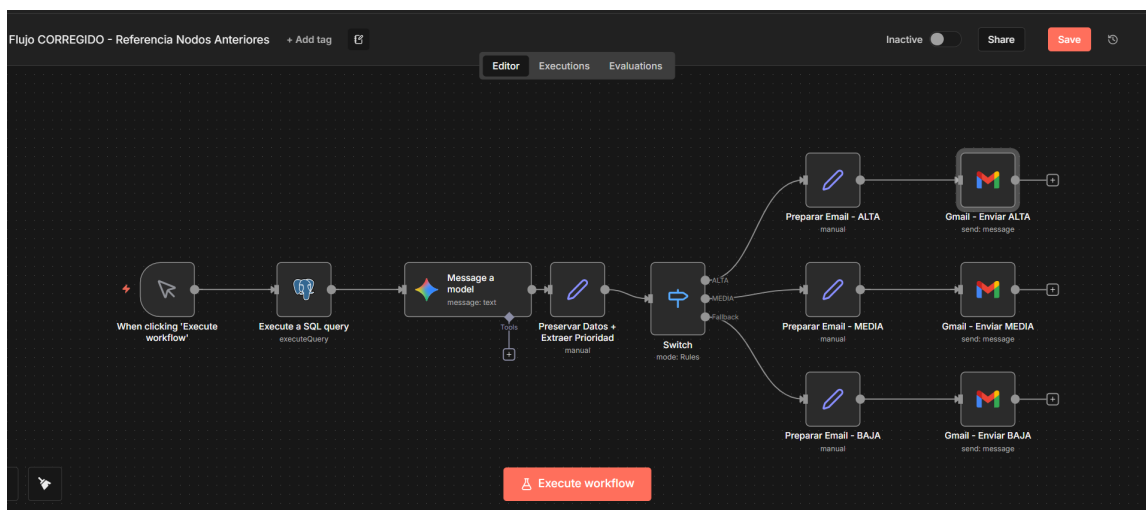 Flujo CORREGIDO - Referencia Nodos Anteriores
+ Add tag
Inactive
Share
Save
Editor
Executions
Evaluations
When clicking 'Execute
workflow'
Execute a SQL query
executeQuery
Message a
model
message: text
Tools
Preservar Datos +
Extraer Prioridad
manual
Switch
mode: Rules
ALTA
MEDIA
Fallback
Preparar Email - ALTA
manual
Gmail - Enviar ALTA
send: message
Preparar Email - MEDIA
manual
Gmail - Enviar MEDIA
send: message
Preparar Email - BAJA
manual
Gmail - Enviar BAJA
send: message
Execute workflow